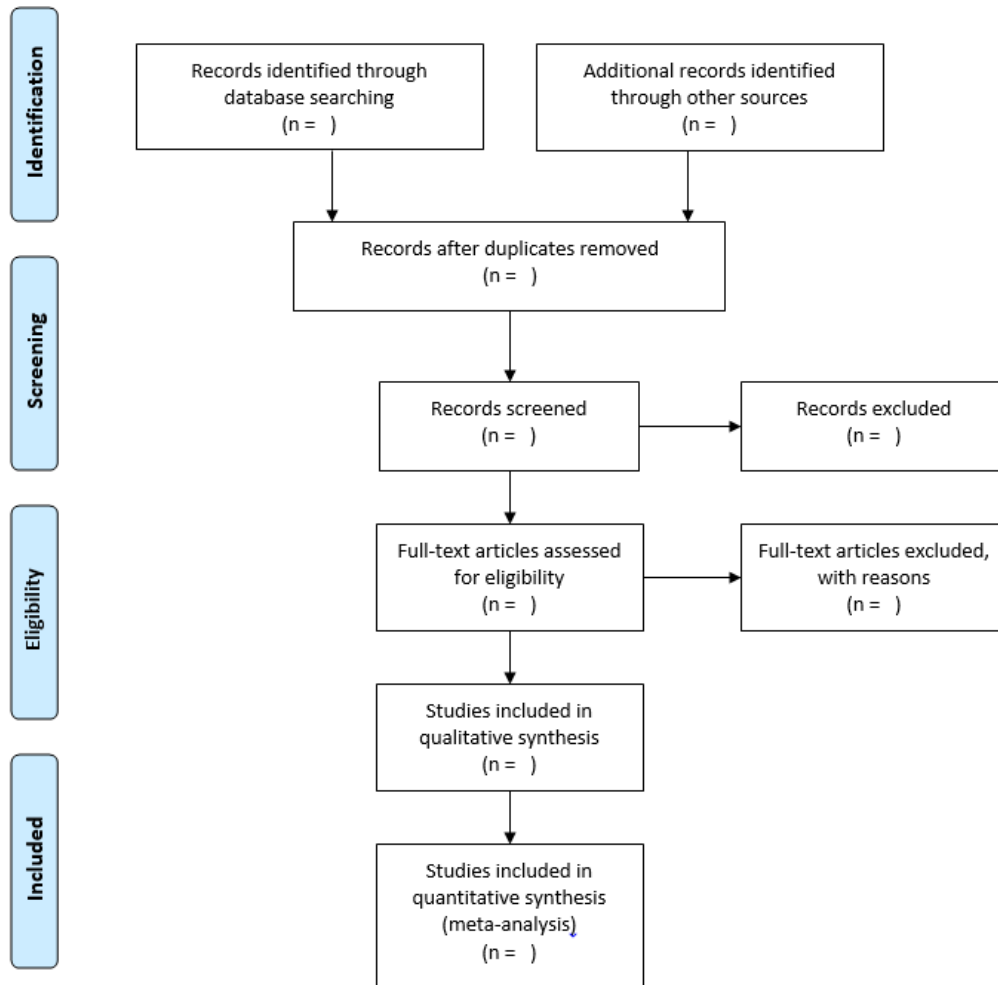 Identification
Records identified through
database searching
(n =   )
Additional records identified
through other sources
(n =   )
Records after duplicates removed
(n =   )
Screening
Records screened
(n =   )
Records excluded
(n =   )
Eligibility
Full-text articles assessed
for eligibility
(n =   )
Full-text articles excluded,
with reasons
(n =   )
Studies included in
qualitative synthesis
(n =   )
Included
Studies included in
quantitative synthesis
(meta-analysis)
(n =   )